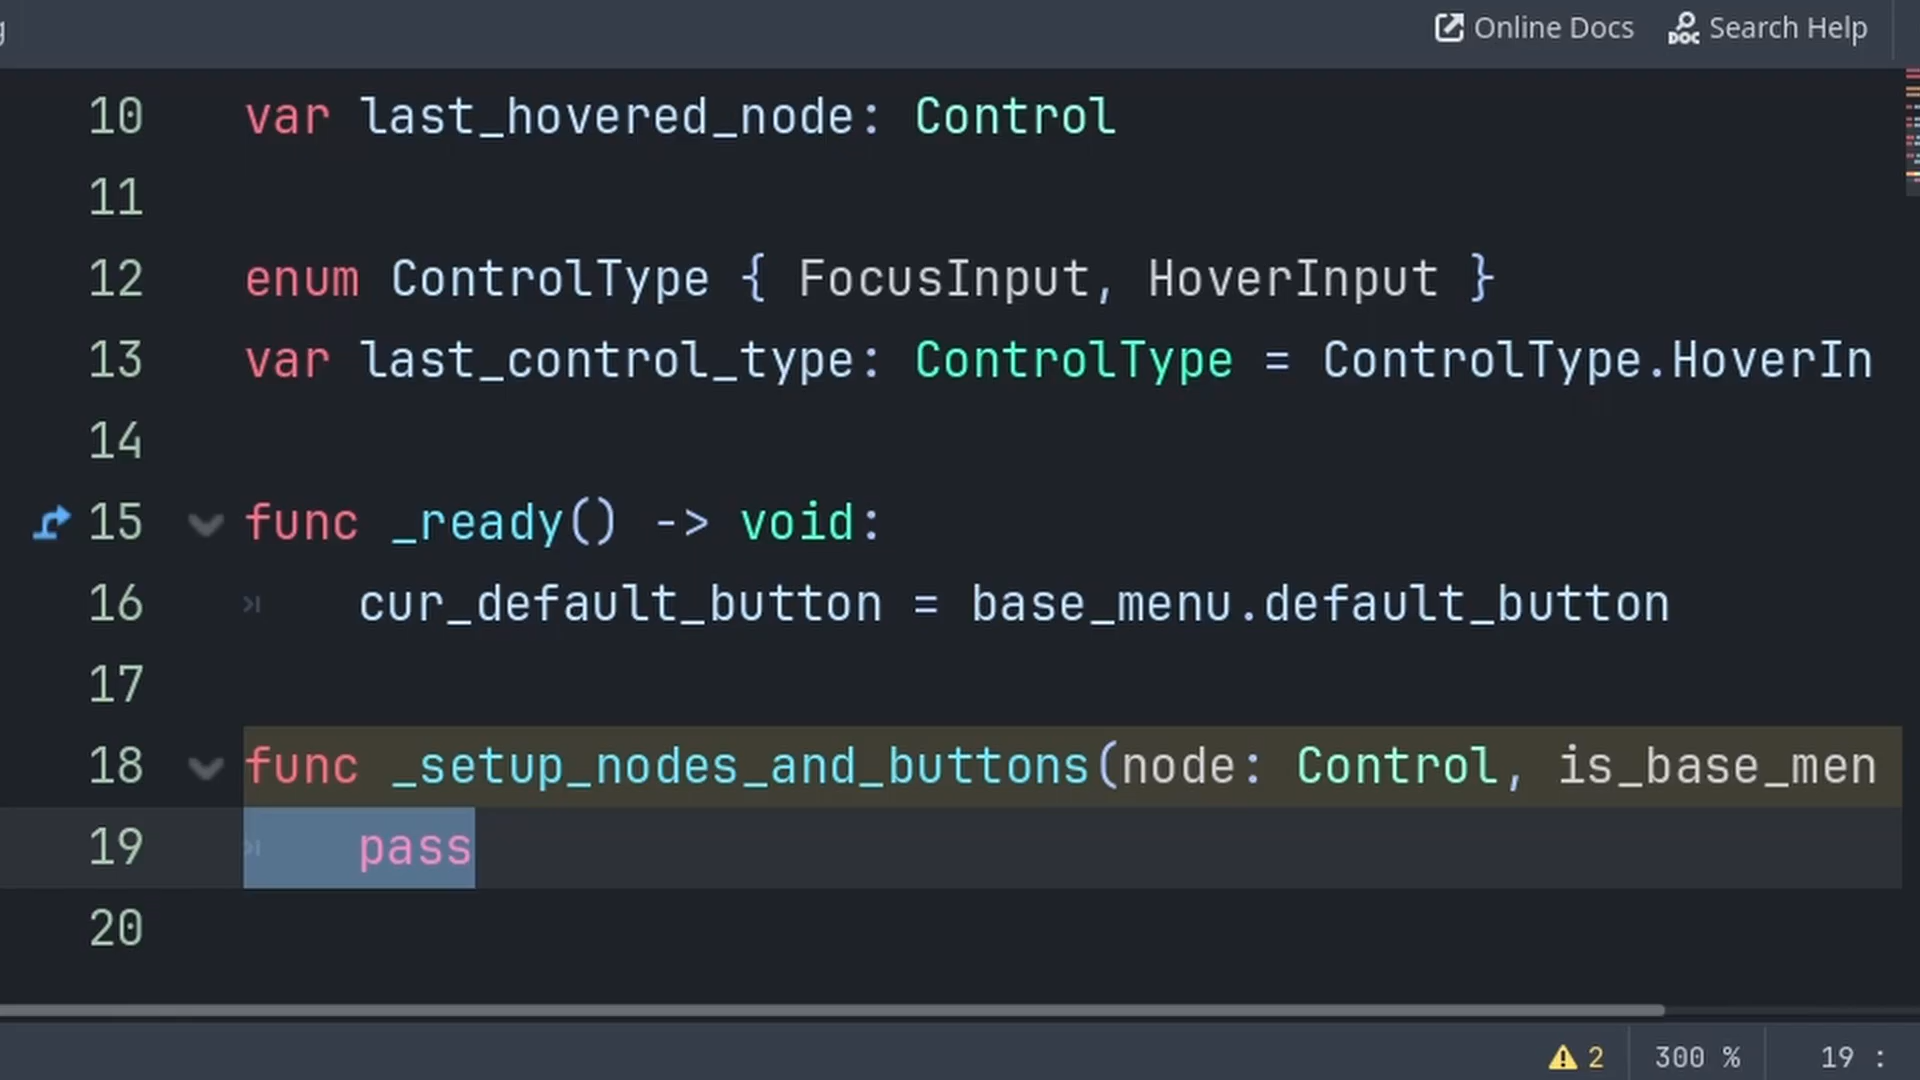 Online Docs Search Help
10 var last_hovered_node: Control
11
12 enum ControlType { FocusInput, HoverInput }
13 var last_control_type: ControlType = ControlType.HoverIn
14
15 func _ready() -> void:
16 cur_default_button = base_menu.default_button
17
18 func _setup_nodes_and_buttons(node: Control, is_base_men
19 pass
20
2 300 % 19 :